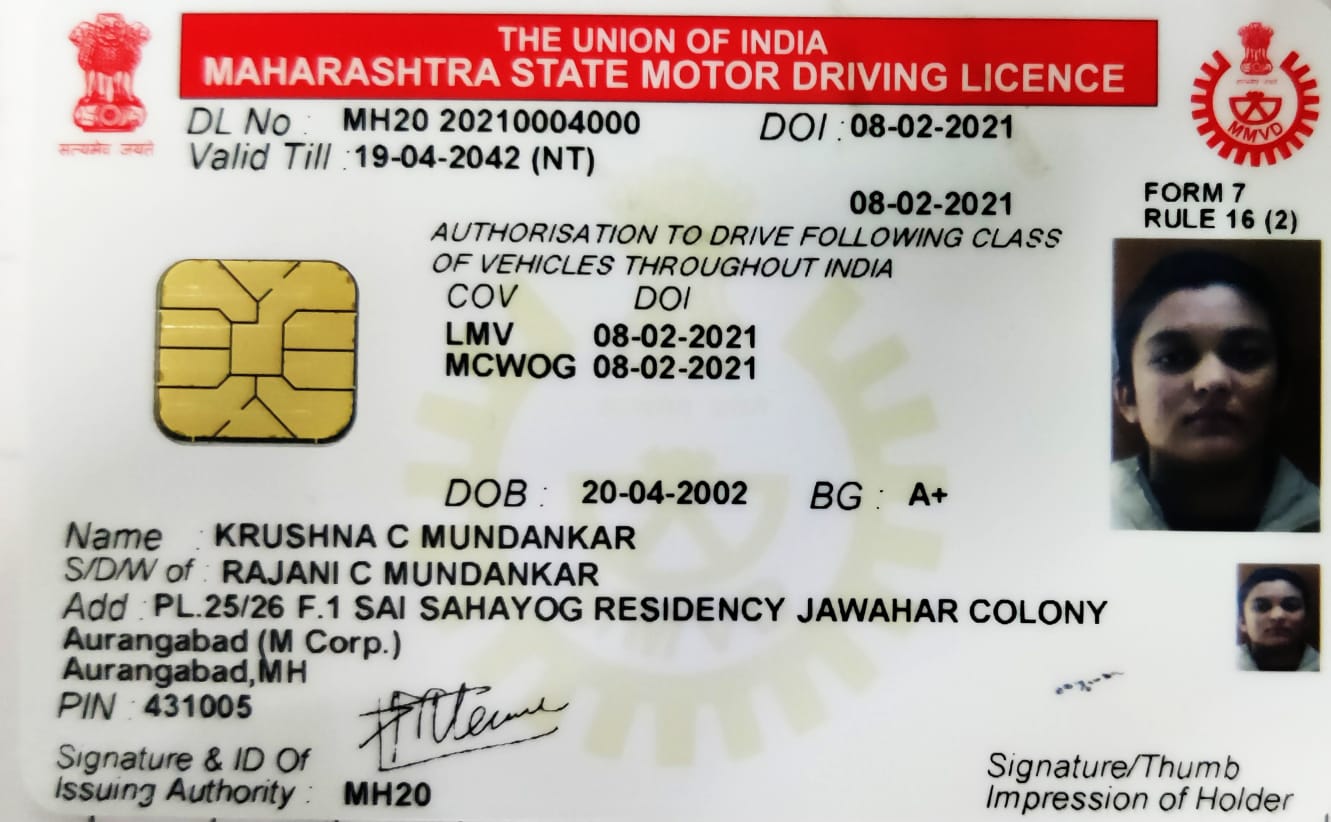 THE UNION OF INDIA
MAHARASHTRA STATE MOTOR DRIVING LICENCE
सत्यमेव जयते
MMVD
DL No : MH20 20210004000 DOI : 08-02-2021
Valid Till : 19-04-2042 (NT)
08-02-2021
FORM 7
RULE 16 (2)
AUTHORISATION TO DRIVE FOLLOWING CLASS
OF VEHICLES THROUGHOUT INDIA
COV DOI
LMV 08-02-2021
MCWOG 08-02-2021
DOB : 20-04-2002 BG : A+
Name : KRUSHNA C MUNDANKAR
S/D/W of : RAJANI C MUNDANKAR
Add : PL.25/26 F.1 SAI SAHAYOG RESIDENCY JAWAHAR COLONY
Aurangabad (M Corp.)
Aurangabad,MH
PIN : 431005
Signature & ID Of
Issuing Authority : MH20
Signature/Thumb
Impression of Holder